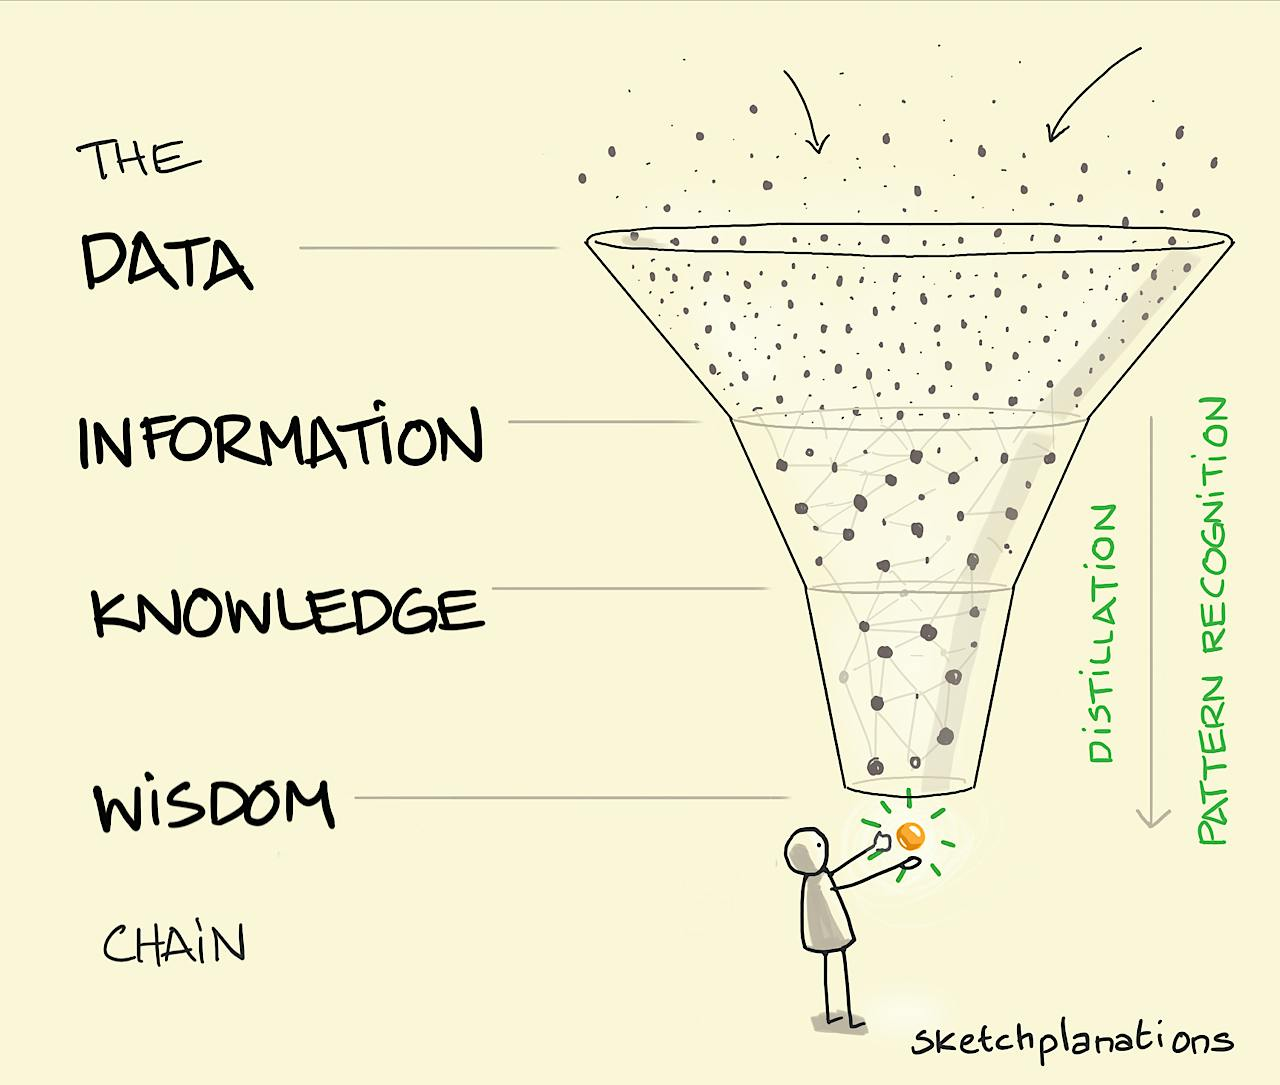 THE
DATA
INFORMATION
KNOWLEDGE
WISDOM
CHAIN
DISTILLATION
PATTERN RECOGNITION
sketchplanations